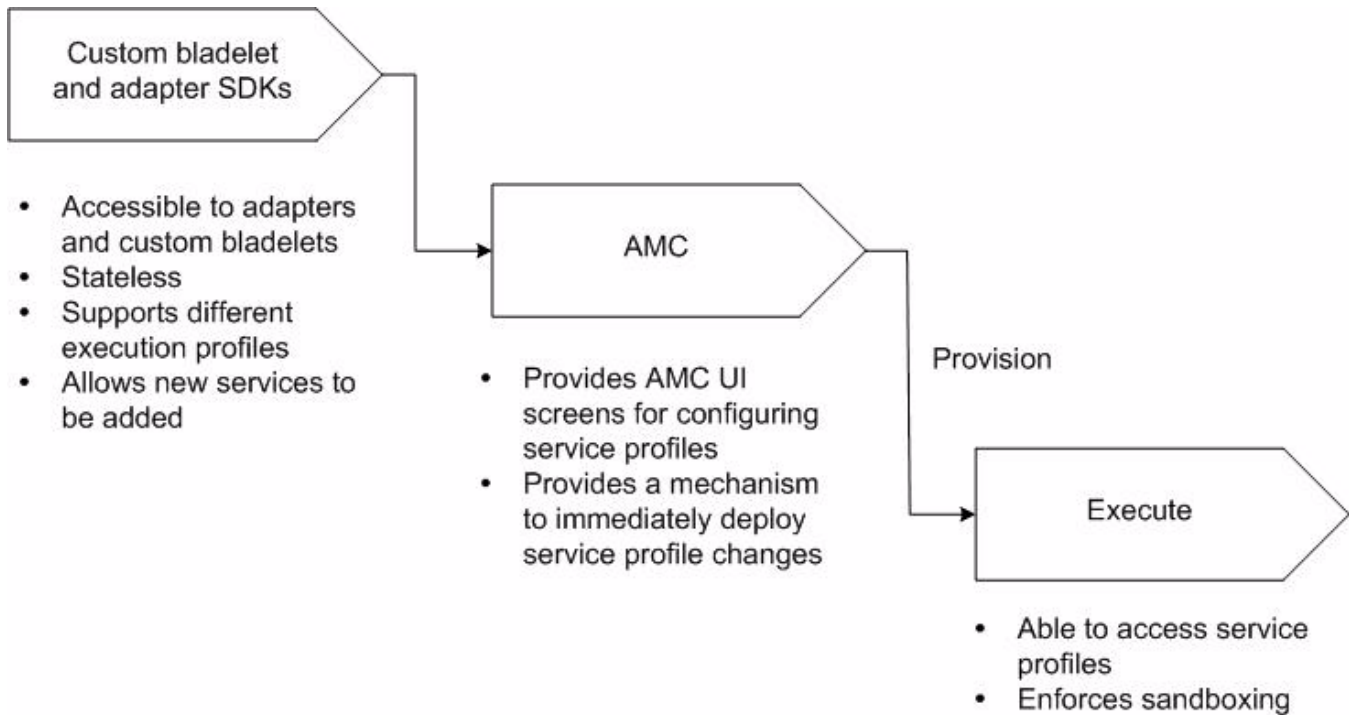 Custom bladelet
and adapter SDKs
• Accessible to adapters
and custom bladelets
• Stateless
• Supports different
execution profiles
• Allows new services to
be added
AMC
• Provides AMC UI
screens for configuring
service profiles
• Provides a mechanism
to immediately deploy
service profile changes
Provision
Execute
• Able to access service
profiles
• Enforces sandboxing